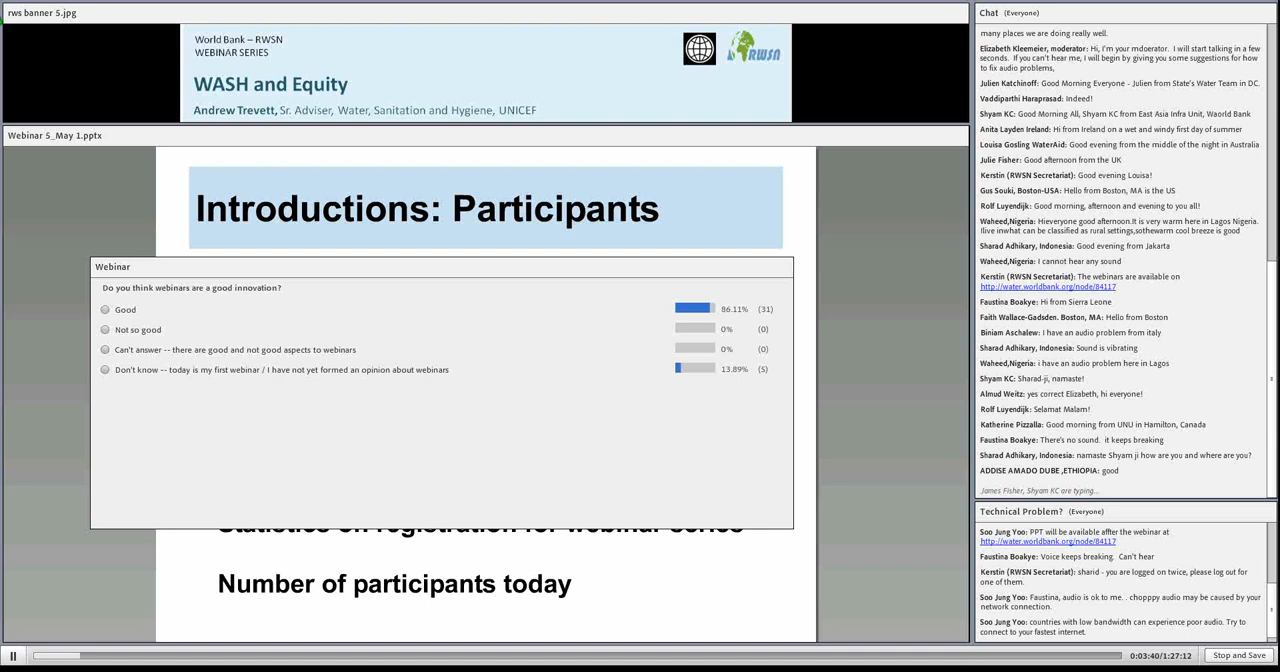 rws banner 5.jpg
World Bank – RWSN
WEBINAR SERIES
WASH and Equity
Andrew Trevett, Sr. Adviser, Water, Sanitation and Hygiene, UNICEF
RWSN
Webinar 5_May 1.pptx
Introductions: Participants
Webinar
Do you think webinars are a good innovation?
Good 86.11% (31)
Not so good 0% (0)
Can't answer -- there are good and not good aspects to webinars 0% (0)
Don't know -- today is my first webinar / I have not yet formed an opinion about webinars 13.89% (5)
Statistics on registration for webinar series
Number of participants today
Chat (Everyone)
many places we are doing really well.
Elizabeth Kleemeier, moderator: Hi, I'm your mdoerator. I will start talking in a few
seconds. If you can't hear me, I will begin by giving you some suggestions for how
to fix audio problems,
Julien Katchinoff: Good Morning Everyone - Julien from State's Water Team in DC.
Vaddiparthi Haraprasad: Indeed!
Shyam KC: Good Morning All, Shyam KC from East Asia Infra Unit, Waorld Bank
Anita Layden Ireland: Hi from Ireland on a wet and windy first day of summer
Louisa Gosling WaterAid: Good evening from the middle of the night in Australia
Julie Fisher: Good afternoon from the UK
Kerstin (RWSN Secretariat): Good evening Louisa!
Gus Souki, Boston-USA: Hello from Boston, MA is the US
Rolf Luyendijk: Good morning, afternoon and evening to you all!
Waheed,Nigeria: Hieveryone good afternoon.It is very warm here in Lagos Nigeria.
Ilive inwhat can be classified as rural settings,sothewarm cool breeze is good
Sharad Adhikary, Indonesia: Good evening from Jakarta
Waheed,Nigeria: I cannot hear any sound
Kerstin (RWSN Secretariat): The webinars are available on
http://water.worldbank.org/node/84117
Faustina Boakye: Hi from Sierra Leone
Faith Wallace-Gadsden. Boston, MA: Hello from Boston
Biniam Aschalew: I have an audio problem from italy
Sharad Adhikary, Indonesia: Sound is vibrating
Waheed,Nigeria: i have an audio problem here in Lagos
Shyam KC: Sharad-ji, namaste!
Almud Weitz: yes correct Elizabeth, hi everyone!
Rolf Luyendijk: Selamat Malam!
Katherine Pizzalla: Good morning from UNU in Hamilton, Canada
Faustina Boakye: There's no sound. it keeps breaking
Sharad Adhikary, Indonesia: namaste Shyam ji how are you and where are you?
ADDISE AMADO DUBE ,ETHIOPIA: good
James Fisher, Shyam KC are typing...
Technical Problem? (Everyone)
Soo Jung Yoo: PPT will be available affter the webinar at
http://water.worldbank.org/node/84117
Faustina Boakye: Voice keeps breaking. Can't hear
Kerstin (RWSN Secretariat): sharid - you are logged on twice, please log out for
one of them.
Soo Jung Yoo: Faustina, audio is ok to me. . chopppy audio may be caused by your
network connection.
Soo Jung Yoo: countries with low bandwidth can experience poor audio. Try to
connect to your fastest internet.
0:03:40/1:27:12
Stop and Save